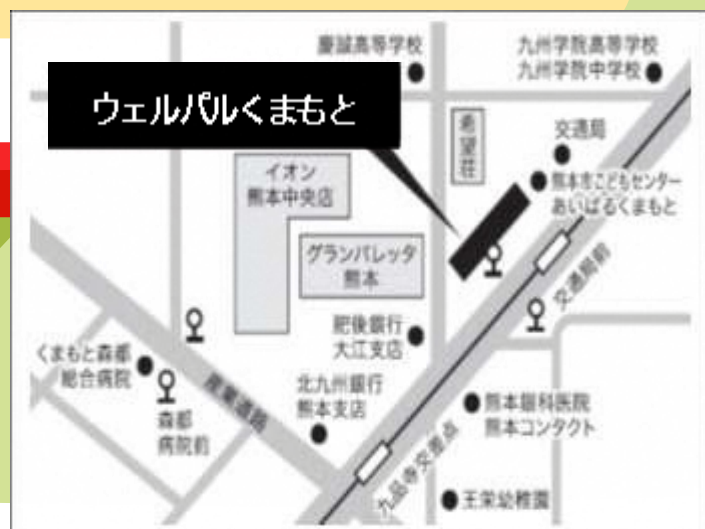 慶誠高等学校
九州学院高等学校
九州学院中学校
ウェルパルくまもと
希望荘
交通局
イオン
熊本中央店
熊本市こどもセンター
あいぱるくまもと
グランパレッタ
熊本
交通局前
肥後銀行
大江支店
くまもと森都
総合病院
森都
病院前
産業道路
北九州銀行
熊本支店
熊本眼科医院
熊本コンタクト
九品寺交差点
王栄幼稚園